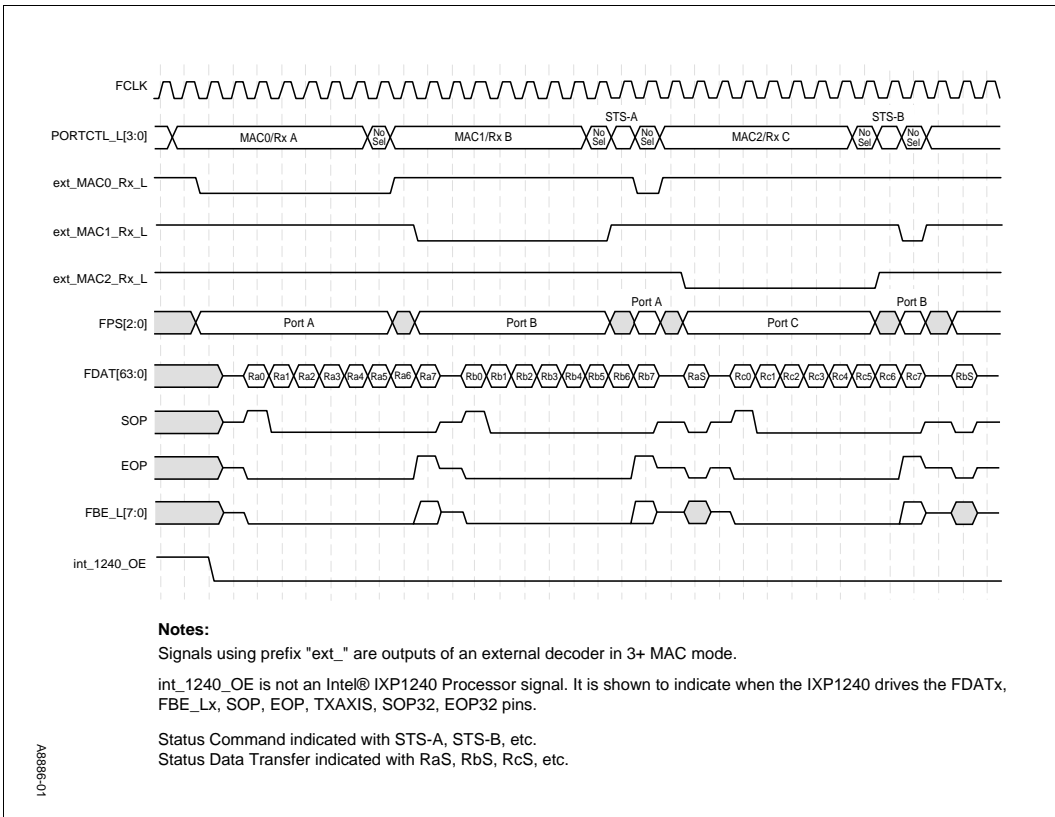 FCLK
STS-A
STS-B
PORTCTL_L[3:0]
MAC0/Rx A
No Sel
MAC1/Rx B
No Sel
No Sel
MAC2/Rx C
No Sel
No Sel
ext_MAC0_Rx_L
ext_MAC1_Rx_L
ext_MAC2_Rx_L
Port A
Port B
FPS[2:0]
Port A
Port B
Port C
FDAT[63:0]
Ra0 Ra1 Ra2 Ra3 Ra4 Ra5 Ra6 Ra7 Rb0 Rb1 Rb2 Rb3 Rb4 Rb5 Rb6 Rb7 RaS Rc0 Rc1 Rc2 Rc3 Rc4 Rc5 Rc6 Rc7 RbS
SOP
EOP
FBE_L[7:0]
int_1240_OE
Notes:
Signals using prefix "ext_" are outputs of an external decoder in 3+ MAC mode.
int_1240_OE is not an Intel® IXP1240 Processor signal. It is shown to indicate when the IXP1240 drives the FDATx,
FBE_Lx, SOP, EOP, TXAXIS, SOP32, EOP32 pins.
Status Command indicated with STS-A, STS-B, etc.
Status Data Transfer indicated with RaS, RbS, RcS, etc.
A8886-01